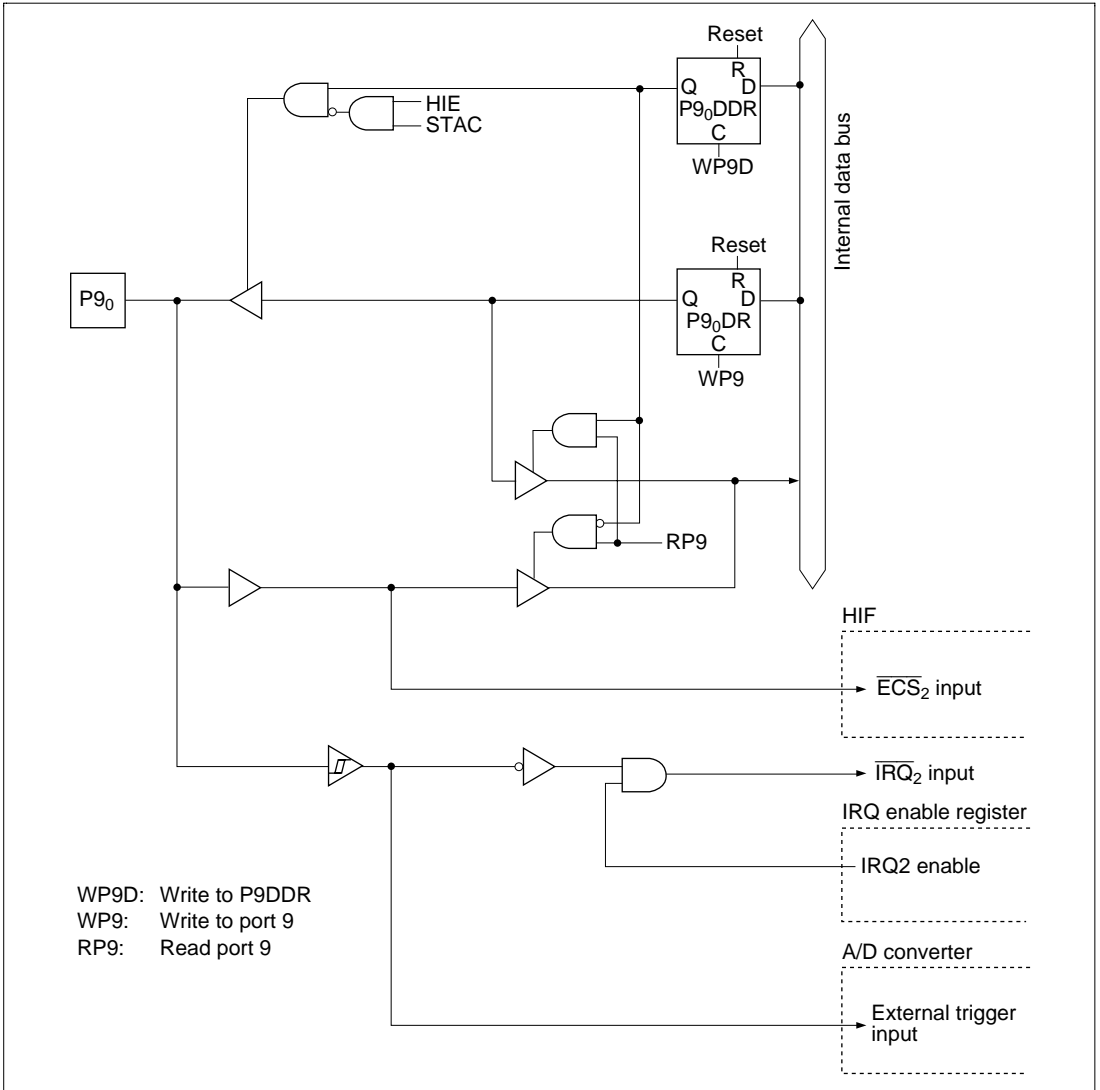 Reset
R
Q D
P9₀DDR
C
WP9D
HIE
STAC
Internal data bus
Reset
R
Q D
P9₀DR
C
WP9
P9₀
RP9
HIF
E̅C̅S̅₂ input
I̅R̅Q̅₂ input
IRQ enable register
IRQ2 enable
WP9D: Write to P9DDR
WP9: Write to port 9
RP9: Read port 9
A/D converter
External trigger
input